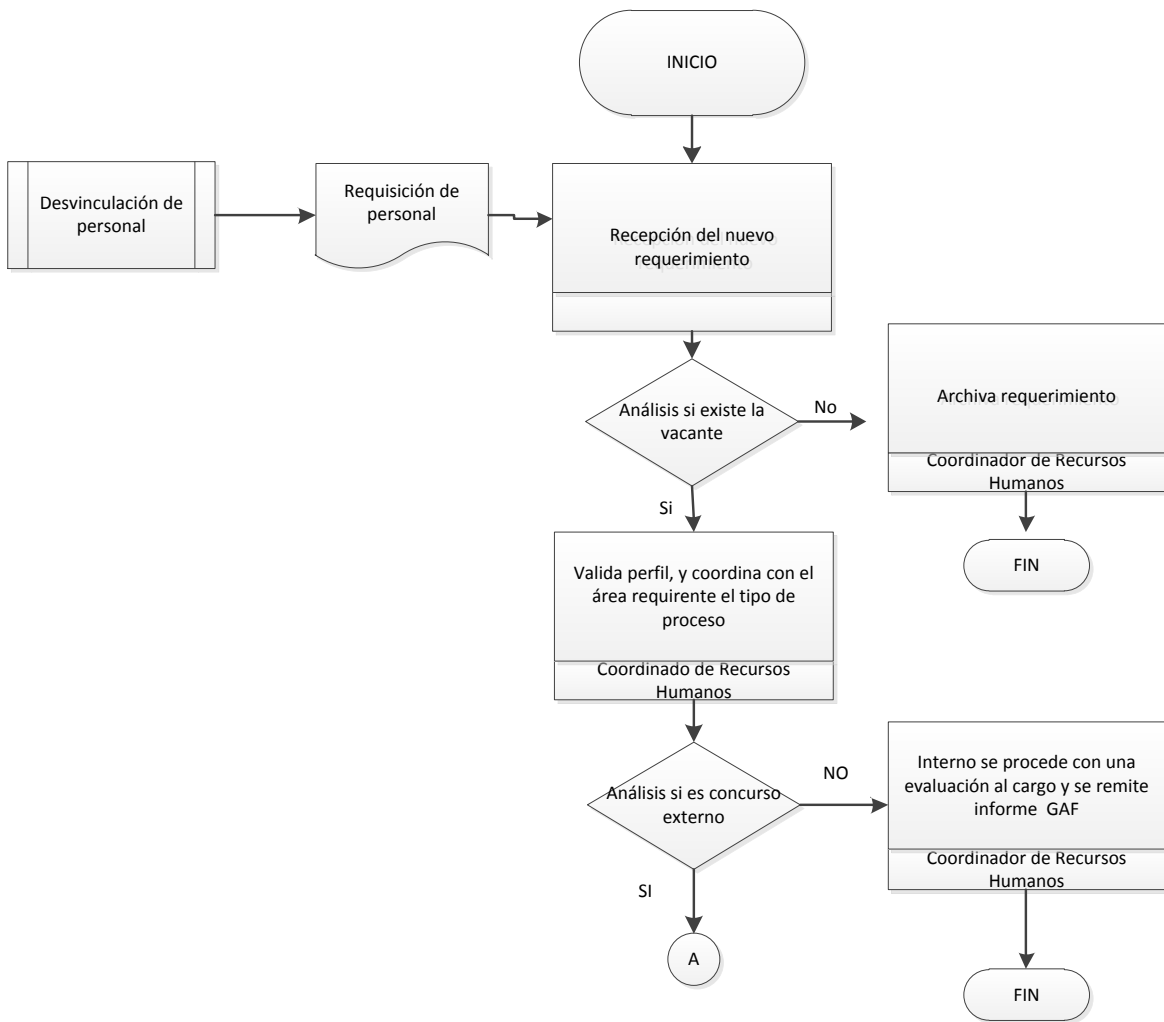 INICIO
Desvinculación de
personal
Requisición de
personal
Recepción del nuevo
requerimiento
Análisis si existe la
vacante
No
Archiva requerimiento
Coordinador de Recursos
Humanos
FIN
Si
Valida perfil, y coordina con el
área requirente el tipo de
proceso
Coordinado de Recursos
Humanos
Análisis si es concurso
externo
NO
Interno se procede con una
evaluación al cargo y se remite
informe GAF
Coordinador de Recursos
Humanos
FIN
SI
A